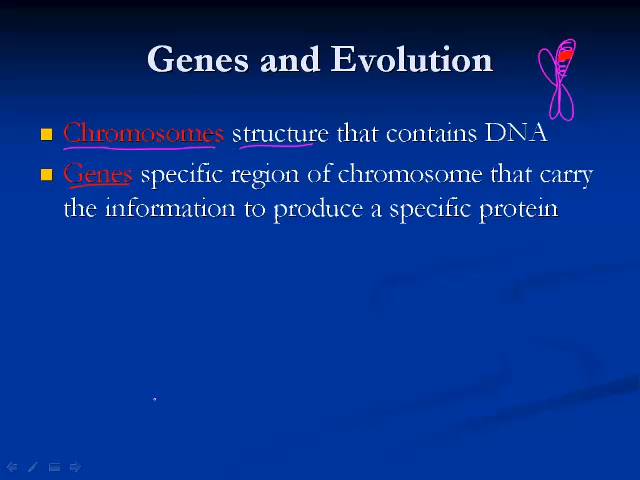 Genes and Evolution
Chromosomes structure that contains DNA
Genes specific region of chromosome that carry
the information to produce a specific protein